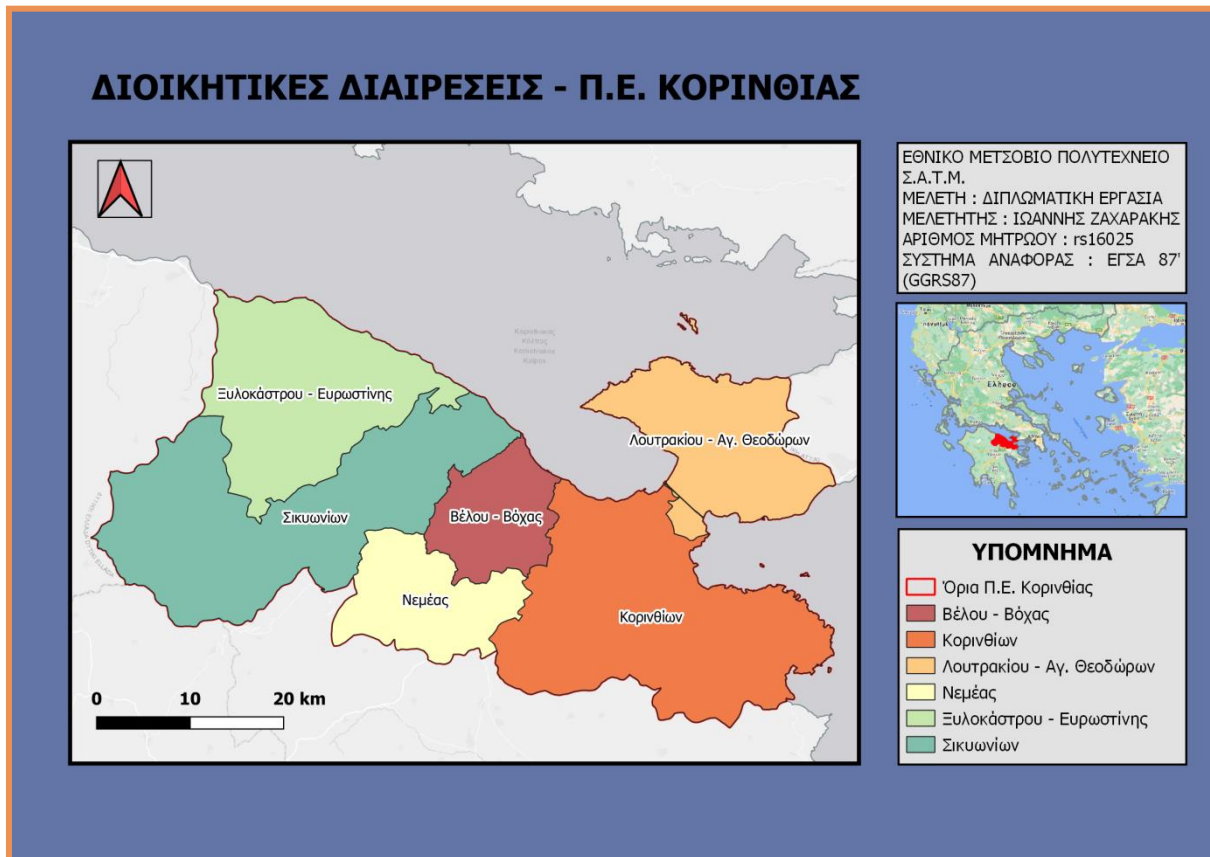 ΔΙΟΙΚΗΤΙΚΕΣ ΔΙΑΙΡΕΣΕΙΣ - Π.Ε. ΚΟΡΙΝΘΙΑΣ
Ξυλοκάστρου - Ευρωστίνης
Λουτρακίου - Αγ. Θεοδώρων
Σικυωνίων
Βέλου - Βόχας
Νεμέας
Κορινθίων
0 10 20 km
ΕΘΝΙΚΟ ΜΕΤΣΟΒΙΟ ΠΟΛΥΤΕΧΝΕΙΟ
Σ.Α.Τ.Μ.
ΜΕΛΕΤΗ : ΔΙΠΛΩΜΑΤΙΚΗ ΕΡΓΑΣΙΑ
ΜΕΛΕΤΗΤΗΣ : ΙΩΑΝΝΗΣ ΖΑΧΑΡΑΚΗΣ
ΑΡΙΘΜΟΣ ΜΗΤΡΩΟΥ : rs16025
ΣΥΣΤΗΜΑ ΑΝΑΦΟΡΑΣ : ΕΓΣΑ 87'
(GGRS87)
Ελλάς
ΥΠΟΜΝΗΜΑ
Όρια Π.Ε. Κορινθίας
Βέλου - Βόχας
Κορινθίων
Λουτρακίου - Αγ. Θεοδώρων
Νεμέας
Ξυλοκάστρου - Ευρωστίνης
Σικυωνίων